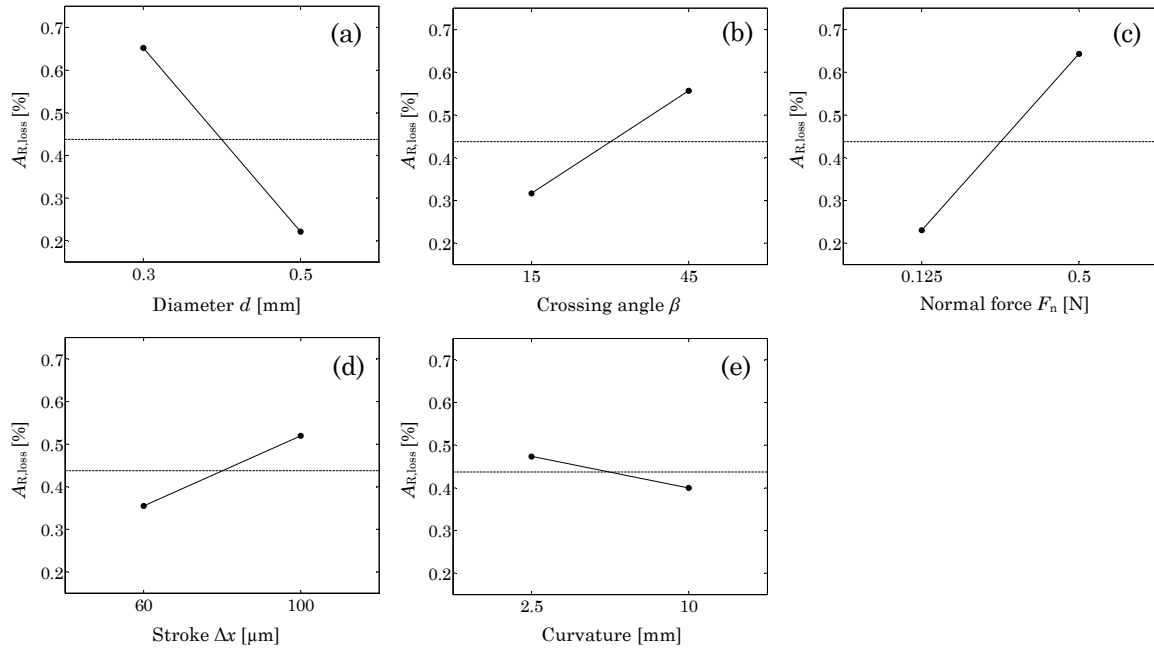 (a)
0.7
0.6
0.5
0.4
0.3
0.2
A_R,loss [%]
0.3 0.5
Diameter d [mm]
(b)
0.7
0.6
0.5
0.4
0.3
0.2
A_R,loss [%]
15 45
Crossing angle β
(c)
0.7
0.6
0.5
0.4
0.3
0.2
A_R,loss [%]
0.125 0.5
Normal force F_n [N]
(d)
0.7
0.6
0.5
0.4
0.3
0.2
A_R,loss [%]
60 100
Stroke Δx [µm]
(e)
0.7
0.6
0.5
0.4
0.3
0.2
A_R,loss [%]
2.5 10
Curvature [mm]